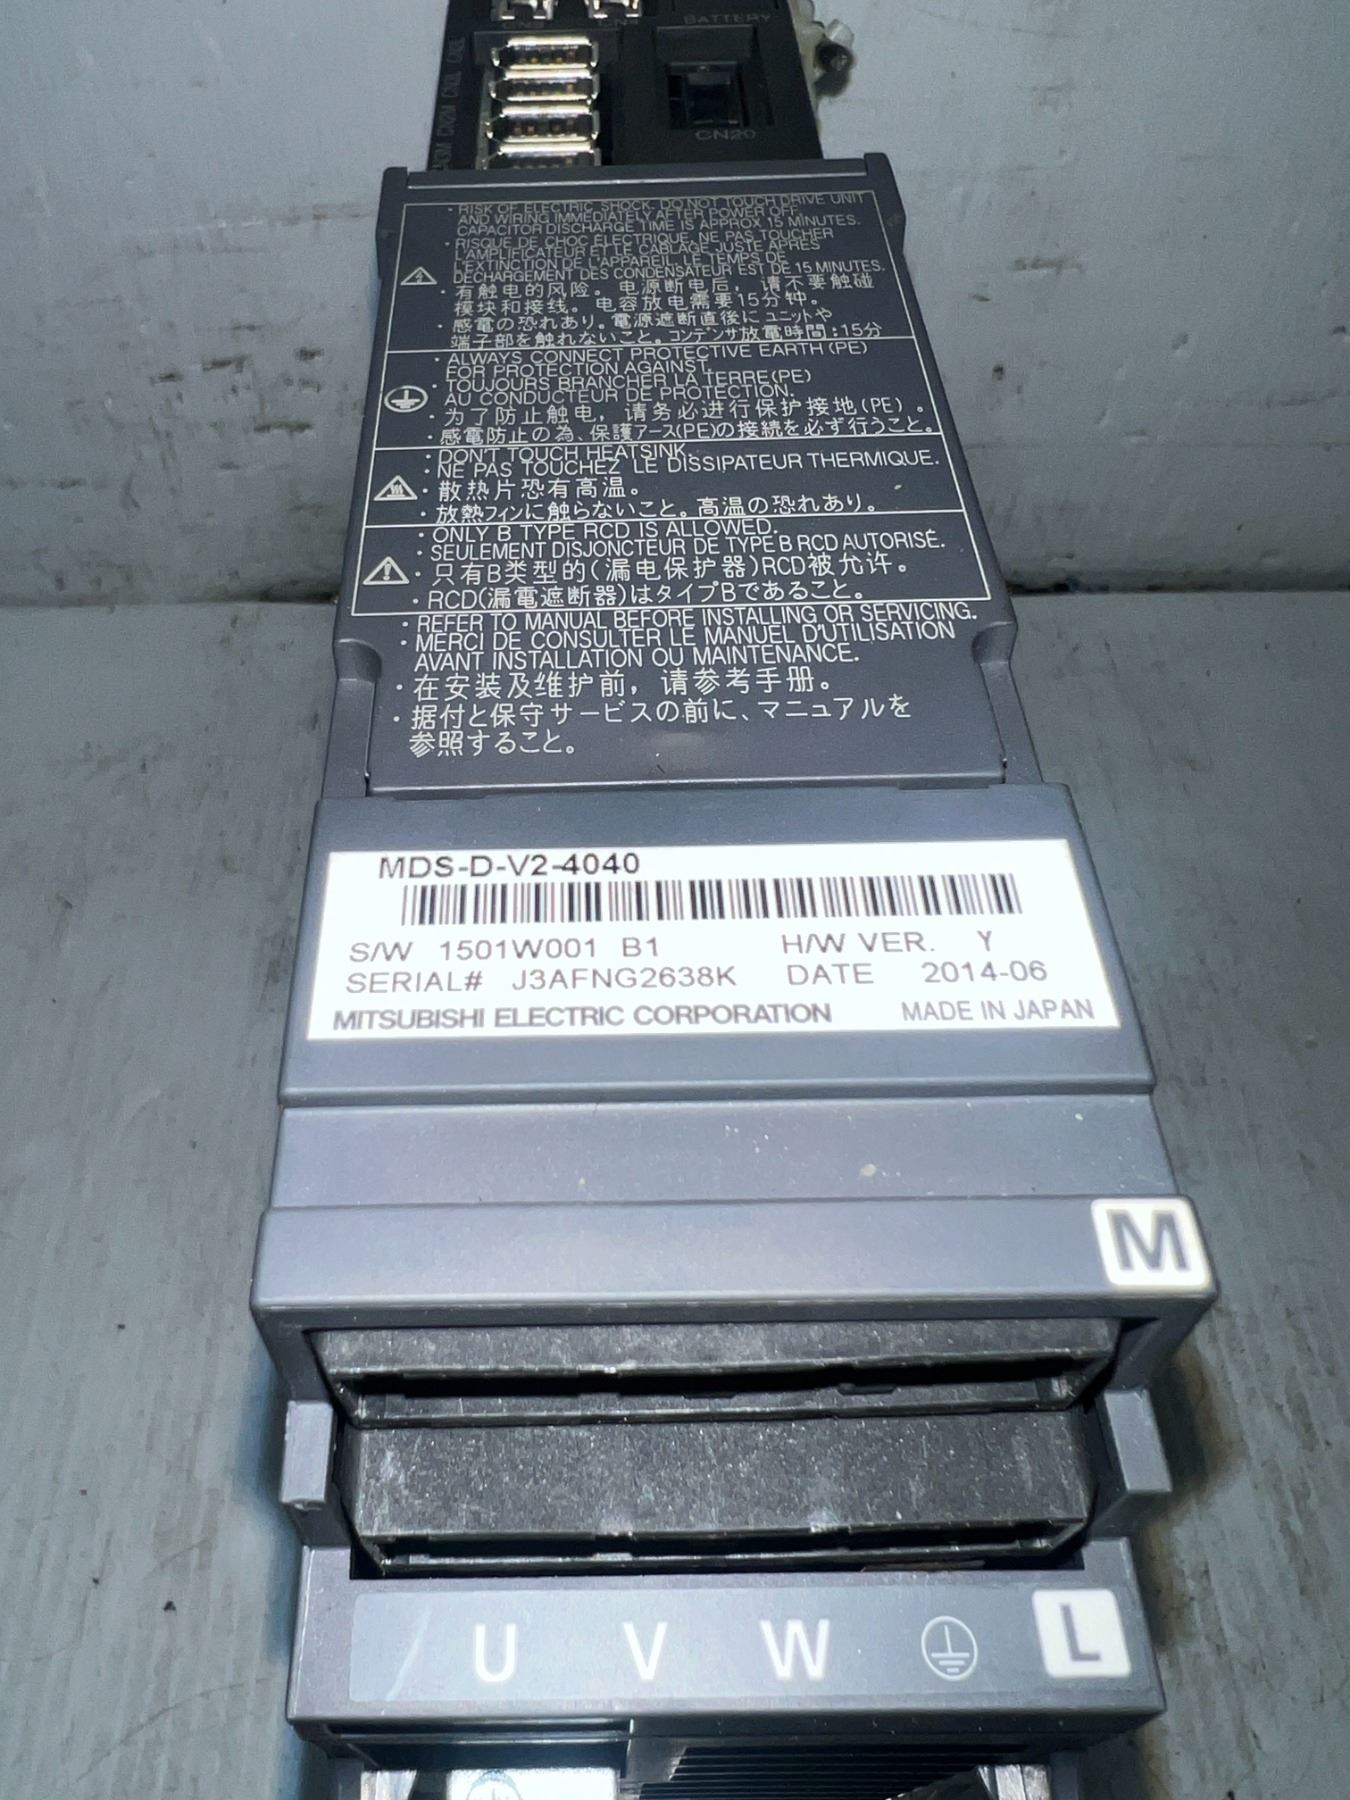 BATTERY
CN20
CN3M CN2M CN3L CN2L
· RISK OF ELECTRIC SHOCK. DO NOT TOUCH DRIVE UNIT
AND WIRING IMMEDIATELY AFTER POWER OFF.
CAPACITOR DISCHARGE TIME IS APPROX.15 MINUTES.
· RISQUE DE CHOC ELECTRIQUE, NE PAS TOUCHER
L'AMPLIFICATEUR ET LE CABLAGE JUSTE APRÈS
L'EXTINCTION DE L'APPAREIL. LE TEMPS DE
DÉCHARGEMENT DES CONDENSATEUR EST DE 15 MINUTES.
· 有触电的风险。电源断电后，请不要触碰
模块和接线。电容放电需要15分钟。
· 感電の恐れあり。電源遮断直後にユニットや
端子部を触れないこと。コンデンサ放電時間：15分
· ALWAYS CONNECT PROTECTIVE EARTH (PE)
FOR PROTECTION AGAINST.
· TOUJOURS BRANCHER LA TERRE(PE)
AU CONDUCTEUR DE PROTECTION.
· 为了防止触电，请务必进行保护接地(PE)。
· 感電防止の為、保護アース(PE)の接続を必ず行うこと。
· DON'T TOUCH HEATSINK.
· NE PAS TOUCHEZ LE DISSIPATEUR THERMIQUE.
· 散热片恐有高温。
· 放熱フィンに触らないこと。高温の恐れあり。
· ONLY B TYPE RCD IS ALLOWED.
· SEULEMENT DISJONCTEUR DE TYPE B RCD AUTORISÉ.
· 只有B类型的(漏电保护器)RCD被允许。
· RCD(漏電遮断器)はタイプBであること。
· REFER TO MANUAL BEFORE INSTALLING OR SERVICING.
· MERCI DE CONSULTER LE MANUEL D'UTILISATION
AVANT INSTALLATION OU MAINTENANCE.
· 在安装及维护前，请参考手册。
· 据付と保守サービスの前に、マニュアルを
参照すること。
MDS-D-V2-4040
S/W 1501W001 B1 H/W VER. Y
SERIAL# J3AFNG2638K DATE 2014-06
MITSUBISHI ELECTRIC CORPORATION MADE IN JAPAN
M
U V W L